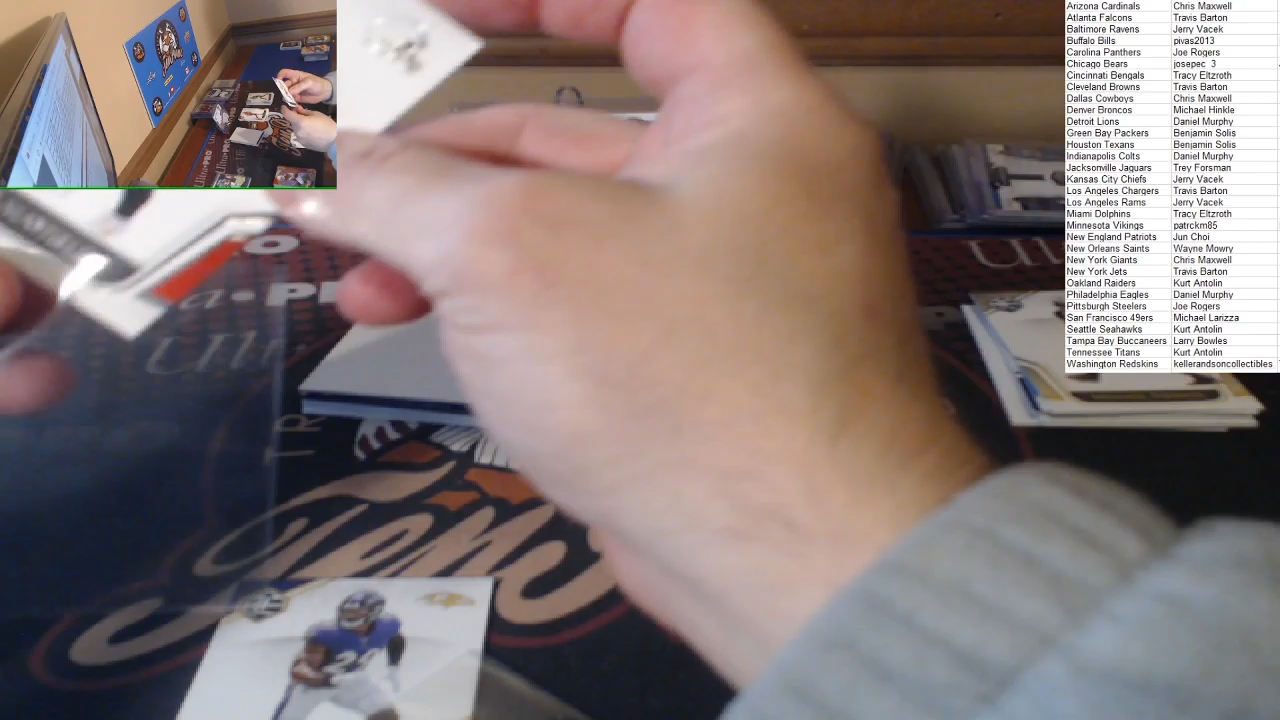 Arizona Cardinals Chris Maxwell
Atlanta Falcons Travis Barton
Baltimore Ravens Jerry Vacek
Buffalo Bills pivas2013
Carolina Panthers Joe Rogers
Chicago Bears josepec_3
Cincinnati Bengals Tracy Eltzroth
Cleveland Browns Travis Barton
Dallas Cowboys Chris Maxwell
Denver Broncos Michael Hinkle
Detroit Lions Daniel Murphy
Green Bay Packers Benjamin Solis
Houston Texans Benjamin Solis
Indianapolis Colts Daniel Murphy
Jacksonville Jaguars Trey Forsman
Kansas City Chiefs Jerry Vacek
Los Angeles Chargers Travis Barton
Los Angeles Rams Jerry Vacek
Miami Dolphins Tracy Eltzroth
Minnesota Vikings patrckm85
New England Patriots Jun Choi
New Orleans Saints Wayne Mowry
New York Giants Chris Maxwell
New York Jets Travis Barton
Oakland Raiders Kurt Antolin
Philadelphia Eagles Daniel Murphy
Pittsburgh Steelers Joe Rogers
San Francisco 49ers Michael Larizza
Seattle Seahawks Kurt Antolin
Tampa Bay Buccaneers Larry Bowles
Tennessee Titans Kurt Antolin
Washington Redskins kellerandsoncollectibles